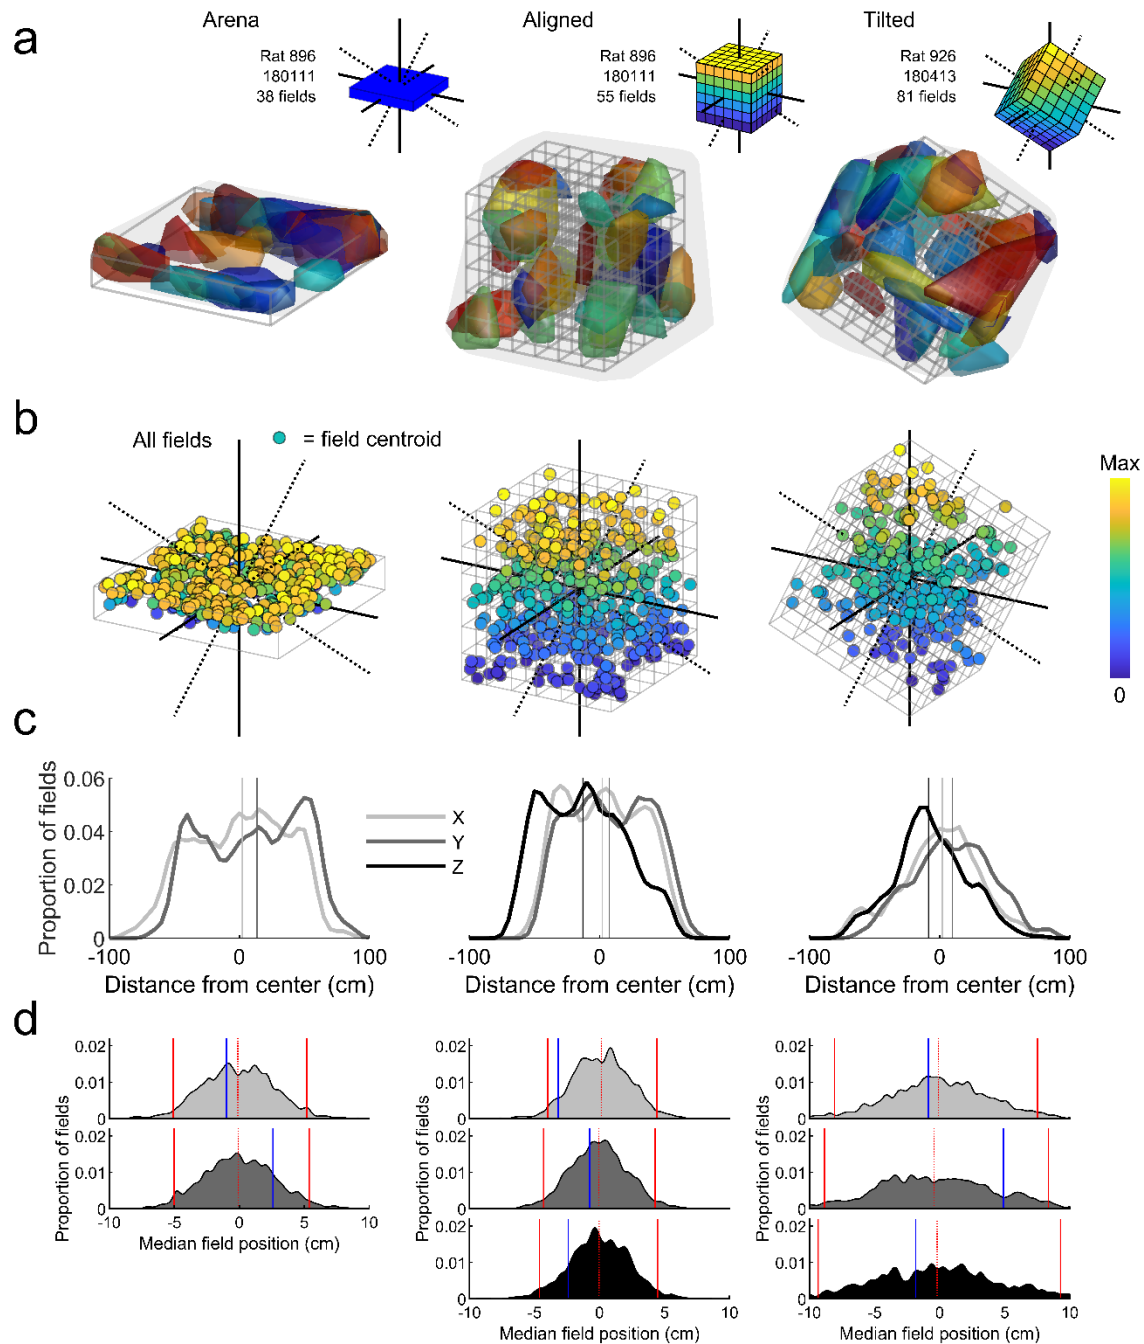 a
Arena
Rat 896
180111
38 fields
Aligned
Rat 896
180111
55 fields
Tilted
Rat 926
180413
81 fields
b
All fields
= field centroid
Max
0
c
Proportion of fields
0.06
0.04
0.02
0
-100
0
100
Distance from center (cm)
X
Y
Z
-100
0
100
Distance from center (cm)
-100
0
100
Distance from center (cm)
d
Proportion of fields
0.02
0.01
0
0.02
0.01
0
-10
-5
0
5
10
Median field position (cm)
Proportion of fields
0.02
0.01
0
0.02
0.01
0
0.02
0.01
0
-10
-5
0
5
10
Median field position (cm)
Proportion of fields
0.02
0.01
0
0.02
0.01
0
0.02
0.01
0
-10
-5
0
5
10
Median field position (cm)